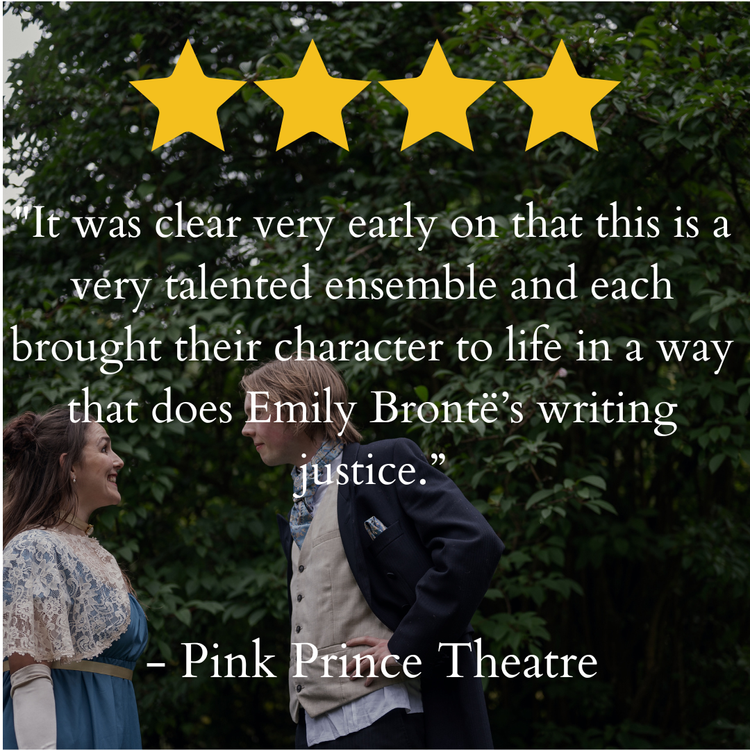 "It was clear very early on that this is a
very talented ensemble and each
brought their character to life in a way
that does Emily Brontë’s writing
justice.”
- Pink Prince Theatre